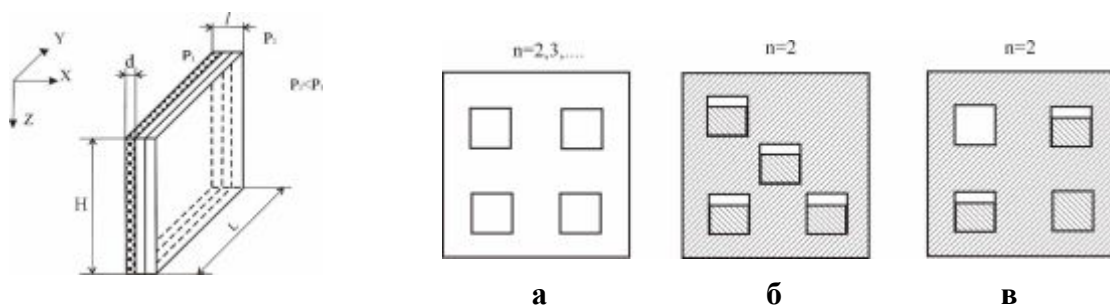 l
Y
P₂
P₁
d
X
P₂<P₁
Z
H
L
n=2,3,....
n=2
n=2
а
б
в